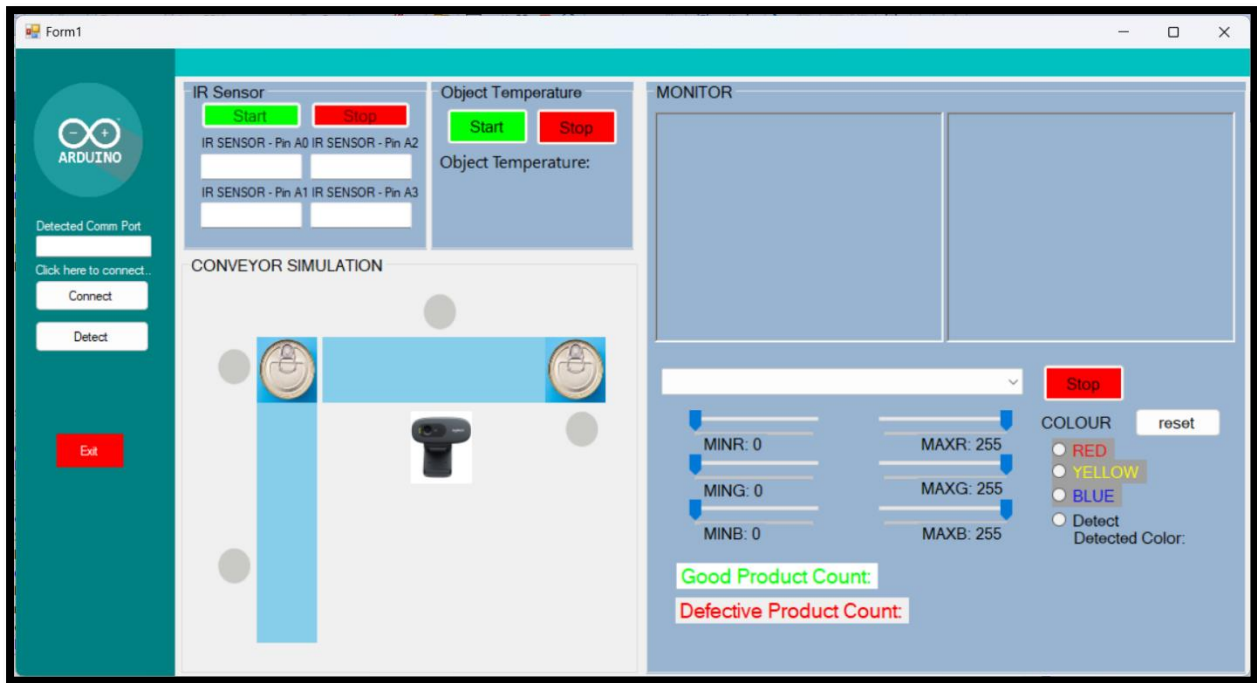 Form1
ARDUINO
Detected Comm Port
Click here to connect..
Connect
Detect
Exit
IR Sensor
Start Stop
IR SENSOR - Pin A0 IR SENSOR - Pin A2
IR SENSOR - Pin A1 IR SENSOR - Pin A3
Object Temperature
Start Stop
Object Temperature:
CONVEYOR SIMULATION
MONITOR
Stop
MINR: 0 MAXR: 255
MING: 0 MAXG: 255
MINB: 0 MAXB: 255
COLOUR reset
RED
YELLOW
BLUE
Detect
Detected Color:
Good Product Count:
Defective Product Count: